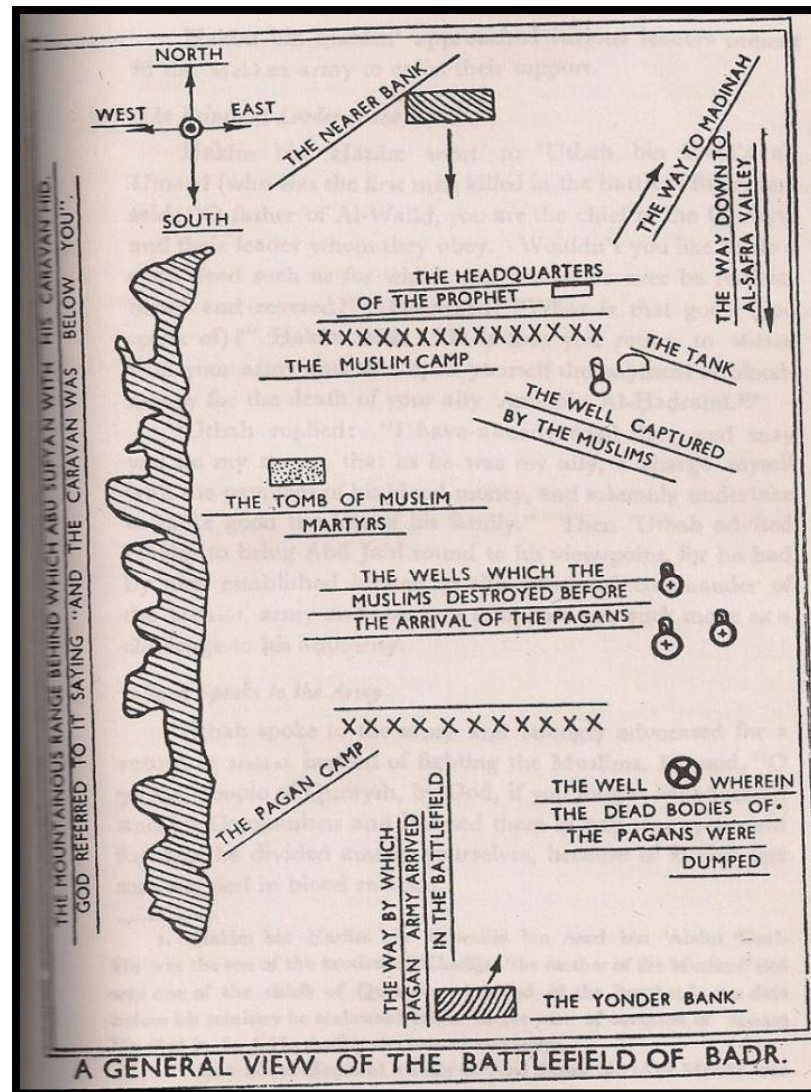 NORTH
WEST
EAST
SOUTH
THE NEARER BANK
THE WAY TO MADINAH
THE WAY DOWN TO
AL-SAFRA VALLEY
THE MOUNTAINOUS RANGE BEHIND WHICH ABU SUFYAN WITH HIS CARAVAN HID.
GOD REFERRED TO IT SAYING "AND THE CARAVAN WAS BELOW YOU".
THE HEADQUARTERS
OF THE PROPHET
X X X X X X X X X X X X X
THE MUSLIM CAMP
THE TANK
THE WELL CAPTURED
BY THE MUSLIMS
THE TOMB OF MUSLIM
MARTYRS
THE WELLS WHICH THE
MUSLIMS DESTROYED BEFORE
THE ARRIVAL OF THE PAGANS
X X X X X X X X X X X X
THE PAGAN CAMP
THE WELL WHEREIN
THE DEAD BODIES OF
THE PAGANS WERE
DUMPED
THE WAY BY WHICH
PAGAN ARMY ARRIVED
IN THE BATTLEFIELD
THE YONDER BANK
A GENERAL VIEW OF THE BATTLEFIELD OF BADR.